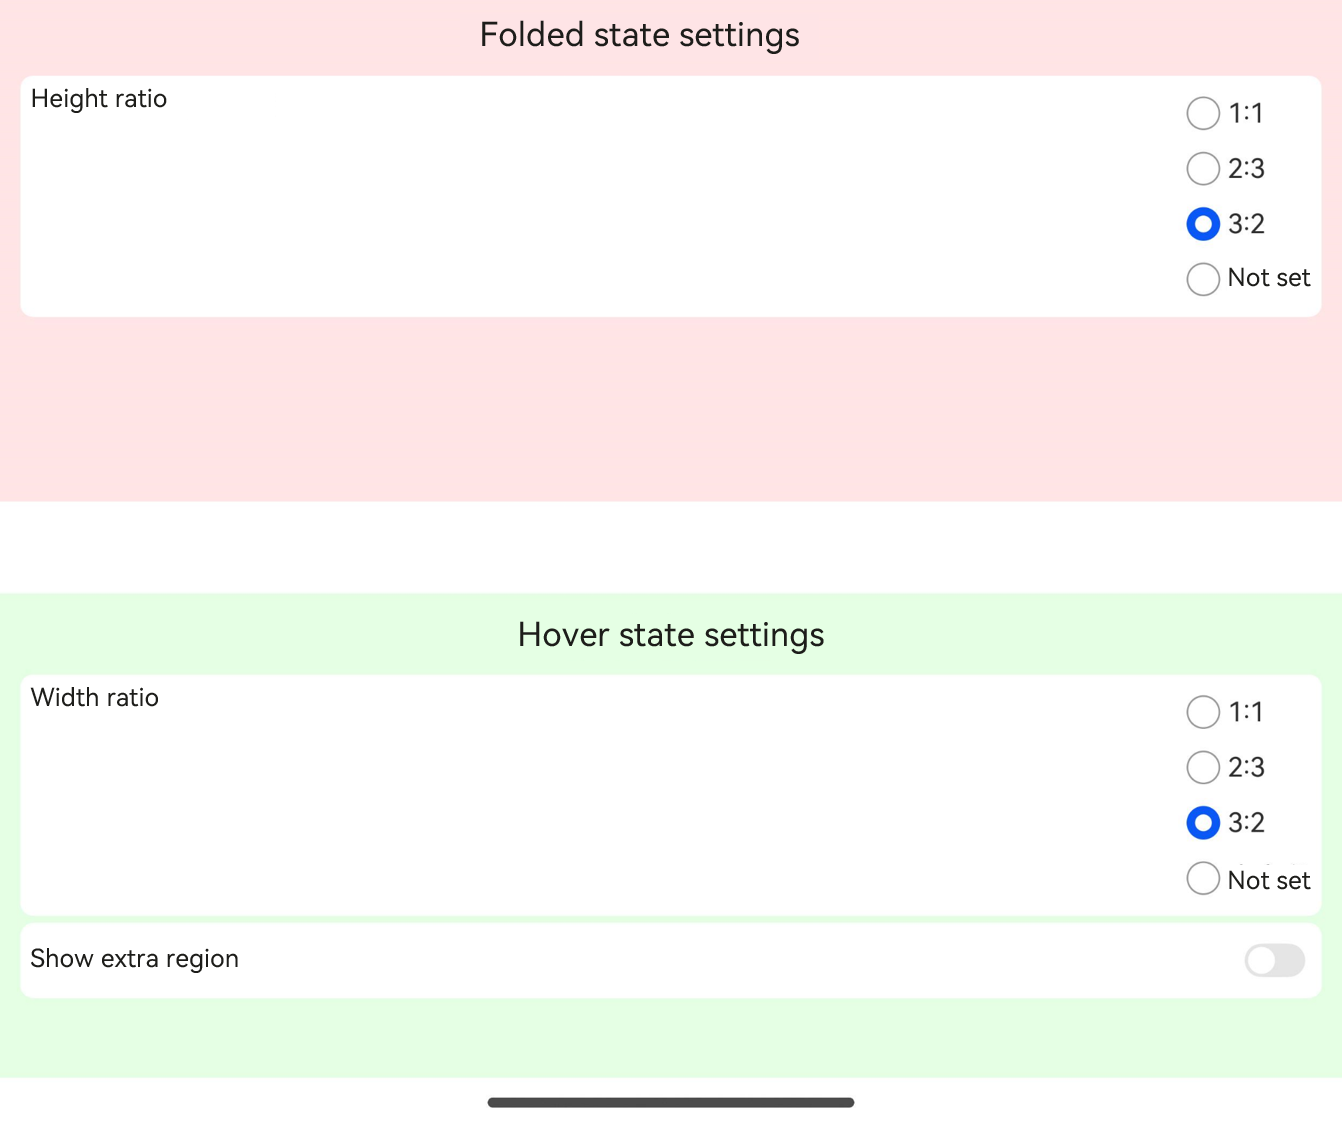 Folded state settings
Height ratio
1:1
2:3
3:2
Not set
Hover state settings
Width ratio
1:1
2:3
3:2
Not set
Show extra region